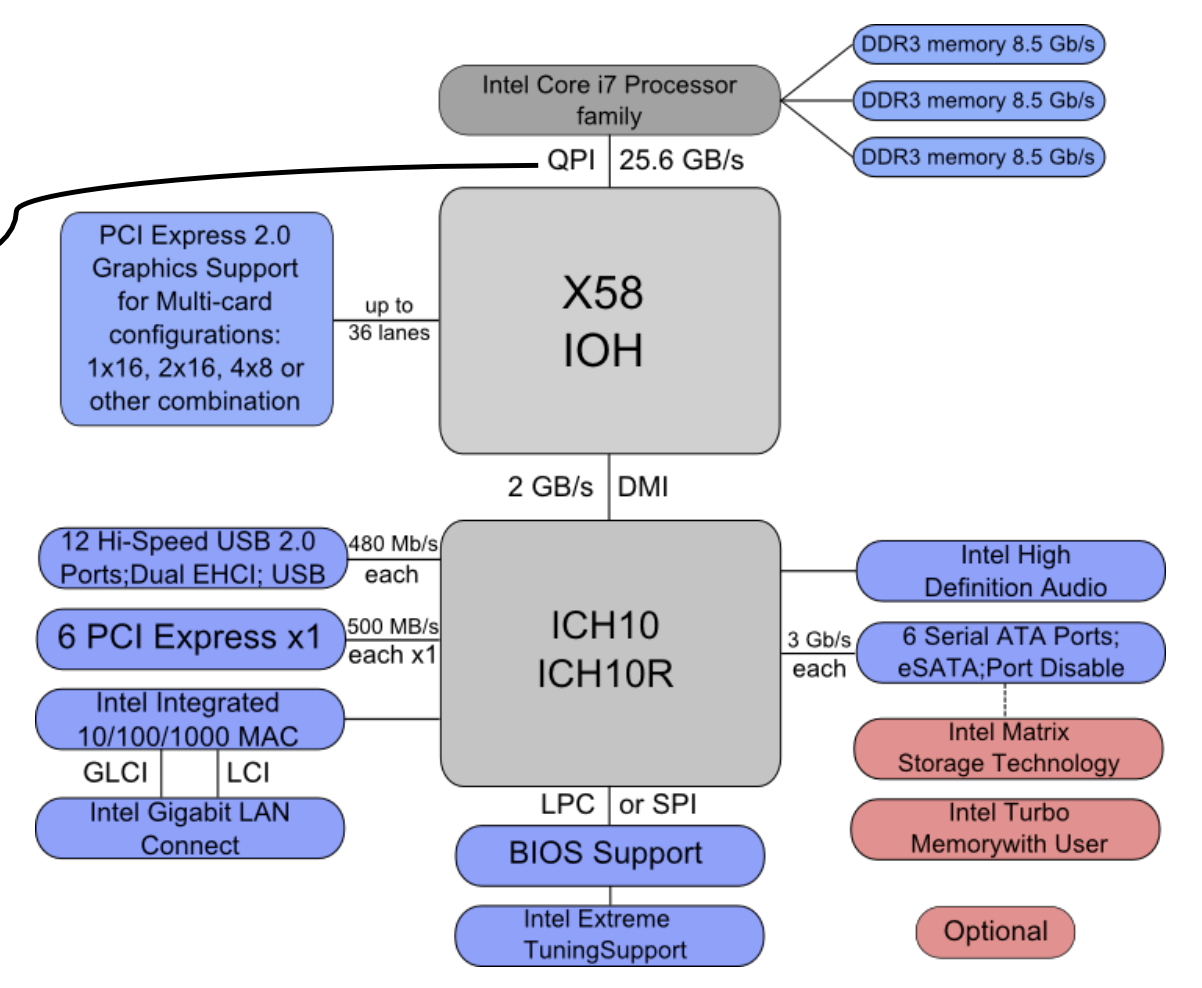 DDR3 memory 8.5 Gb/s
Intel Core i7 Processor
family
DDR3 memory 8.5 Gb/s
DDR3 memory 8.5 Gb/s
QPI 25.6 GB/s
PCI Express 2.0
Graphics Support
for Multi-card
configurations:
1x16, 2x16, 4x8 or
other combination
up to
36 lanes
X58
IOH
2 GB/s DMI
12 Hi-Speed USB 2.0
Ports;Dual EHCI; USB
480 Mb/s
each
6 PCI Express x1
500 MB/s
each x1
Intel Integrated
10/100/1000 MAC
GLCI LCI
Intel Gigabit LAN
Connect
ICH10
ICH10R
Intel High
Definition Audio
3 Gb/s
each
6 Serial ATA Ports;
eSATA;Port Disable
Intel Matrix
Storage Technology
Intel Turbo
Memorywith User
LPC or SPI
BIOS Support
Intel Extreme
TuningSupport
Optional